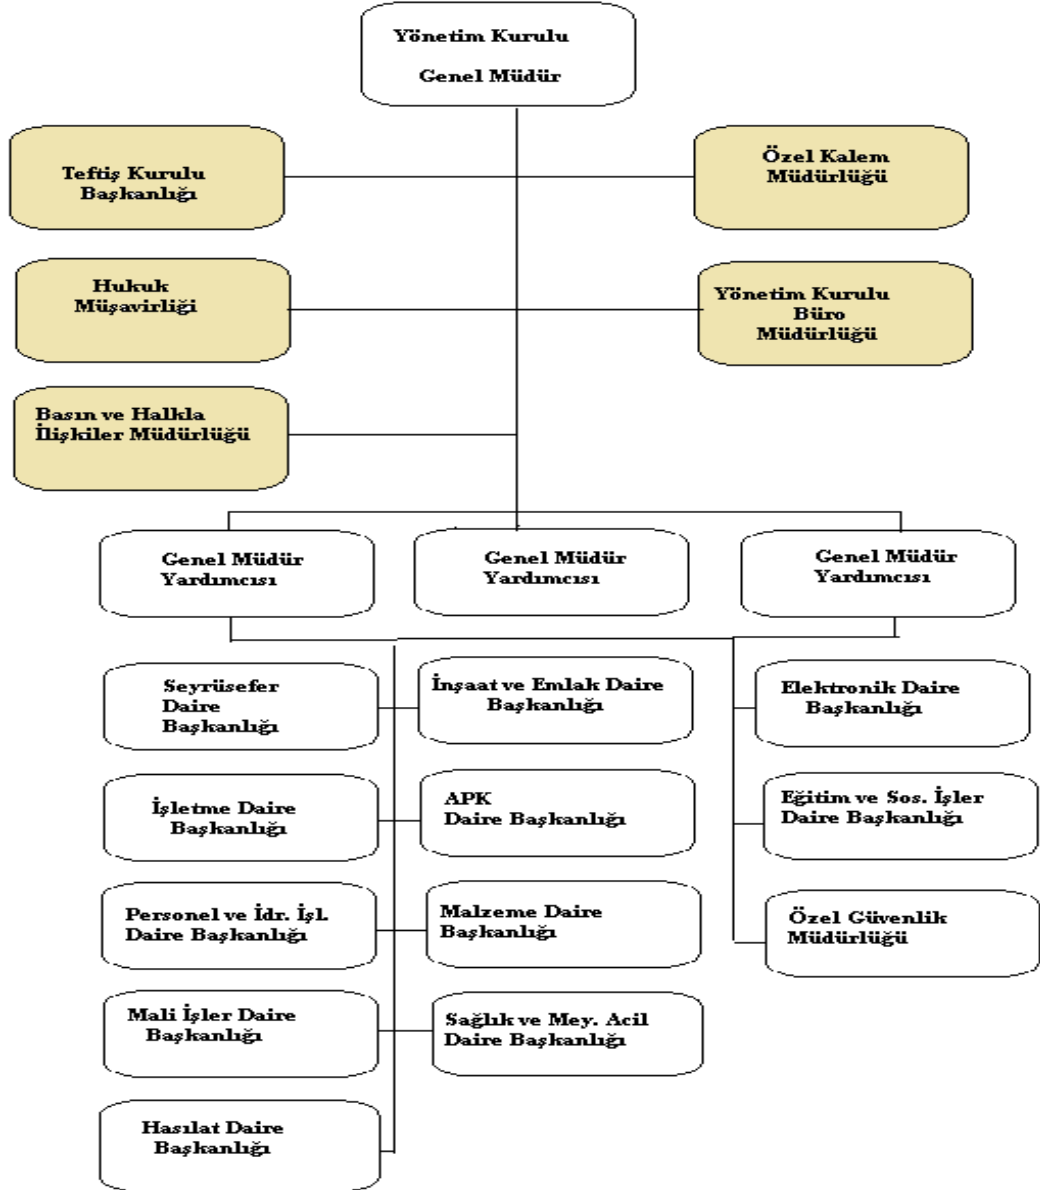 Yönetim Kurulu
Genel Müdür
Teftiş Kurulu
Başkanlığı
Özel Kalem
Müdürlüğü
Hukuk
Müşavirliği
Yönetim Kurulu
Büro
Müdürlüğü
Basın ve Halkla
İlişkiler Müdürlüğü
Genel Müdür
Yardımcısı
Genel Müdür
Yardımcısı
Genel Müdür
Yardımcısı
Seyrüsefer
Daire
Başkanlığı
İnşaat ve Emlak Daire
Başkanlığı
Elektronik Daire
Başkanlığı
İşletme Daire
Başkanlığı
APK
Daire Başkanlığı
Eğitim ve Sos. İşler
Daire Başkanlığı
Personel ve İdr. İşl.
Daire Başkanlığı
Malzeme Daire
Başkanlığı
Özel Güvenlik
Müdürlüğü
Mali İşler Daire
Başkanlığı
Sağlık ve Mey. Acil
Daire Başkanlığı
Hasılat Daire
Başkanlığı